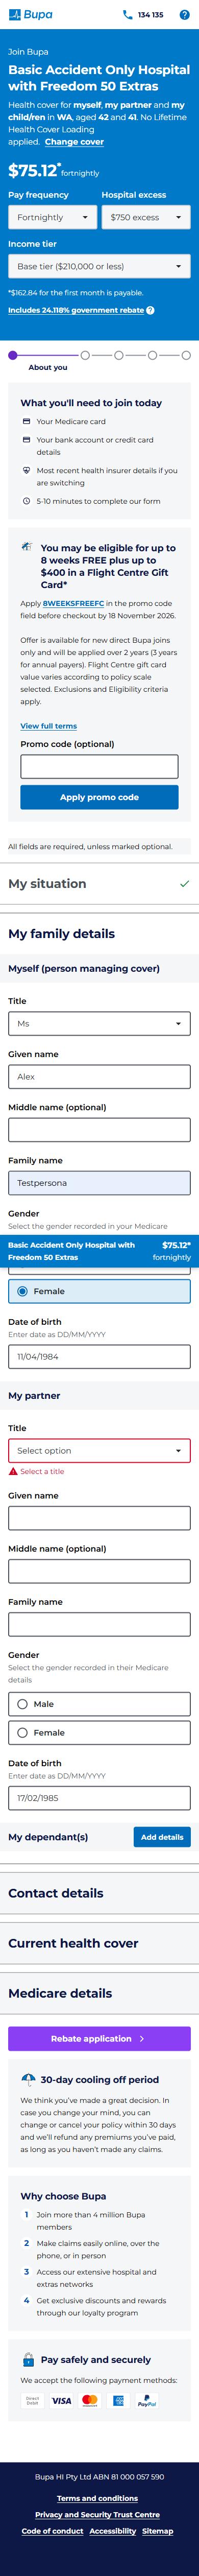 Bupa
134 135
?
Join Bupa
Basic Accident Only Hospital
with Freedom 50 Extras
Health cover for myself, my partner and my
child/ren in WA, aged 42 and 41. No Lifetime
Health Cover Loading
applied. Change cover
$75.12* fortnightly
Pay frequency
Hospital excess
Fortnightly
$750 excess
Income tier
Base tier ($210,000 or less)
*$162.84 for the first month is payable.
Includes 24.118% government rebate ?
About you
What you'll need to join today
Your Medicare card
Your bank account or credit card
details
Most recent health insurer details if you
are switching
5-10 minutes to complete our form
You may be eligible for up to
8 weeks FREE plus up to
$400 in a Flight Centre Gift
Card*
Apply 8WEEKSFREEFC in the promo code
field before checkout by 18 November 2026.
Offer is available for new direct Bupa joins
only and will be applied over 2 years (3 years
for annual payers). Flight Centre gift card
value varies according to policy scale
selected. Exclusions and Eligibility criteria
apply.
View full terms
Promo code (optional)
Apply promo code
All fields are required, unless marked optional.
My situation
My family details
Myself (person managing cover)
Title
Ms
Given name
Alex
Middle name (optional)
Family name
Testpersona
Gender
Select the gender recorded in your Medicare
Basic Accident Only Hospital with
Freedom 50 Extras
$75.12*
fortnightly
Female
Date of birth
Enter date as DD/MM/YYYY
11/04/1984
My partner
Title
Select option
Select a title
Given name
Middle name (optional)
Family name
Gender
Select the gender recorded in their Medicare
details
Male
Female
Date of birth
Enter date as DD/MM/YYYY
17/02/1985
My dependant(s)
Add details
Contact details
Current health cover
Medicare details
Rebate application
30-day cooling off period
We think you've made a great decision. In
case you change your mind, you can
change or cancel your policy within 30 days
and we'll refund any premiums you've paid,
as long as you haven't made any claims.
Why choose Bupa
1 Join more than 4 million Bupa
members
2 Make claims easily online, over the
phone, or in person
3 Access our extensive hospital and
extras networks
4 Get exclusive discounts and rewards
through our loyalty program
Pay safely and securely
We accept the following payment methods:
Direct
Debit
VISA
PayPal
Bupa HI Pty Ltd ABN 81 000 057 590
Terms and conditions
Privacy and Security Trust Centre
Code of conduct Accessibility Sitemap